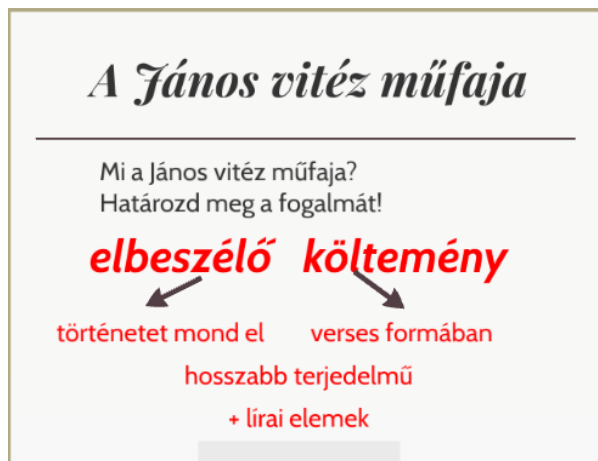 A János vitéz műfaja
Mi a János vitéz műfaja?
Határozd meg a fogalmát!
elbeszélő költemény
történetet mond el verses formában
hosszabb terjedelmű
+ lírai elemek